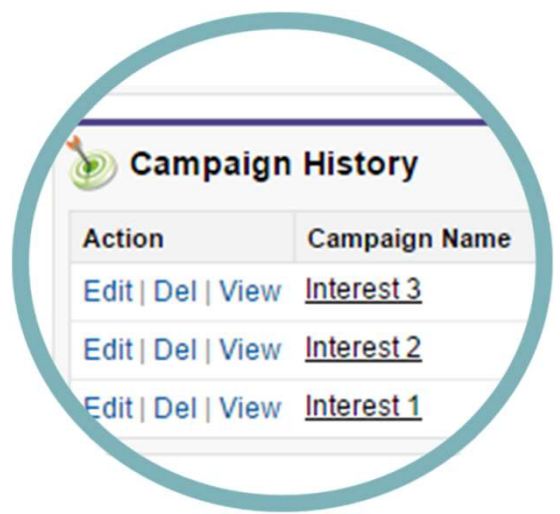 Campaign History
Action Campaign Name
Edit | Del | View Interest 3
Edit | Del | View Interest 2
Edit | Del | View Interest 1